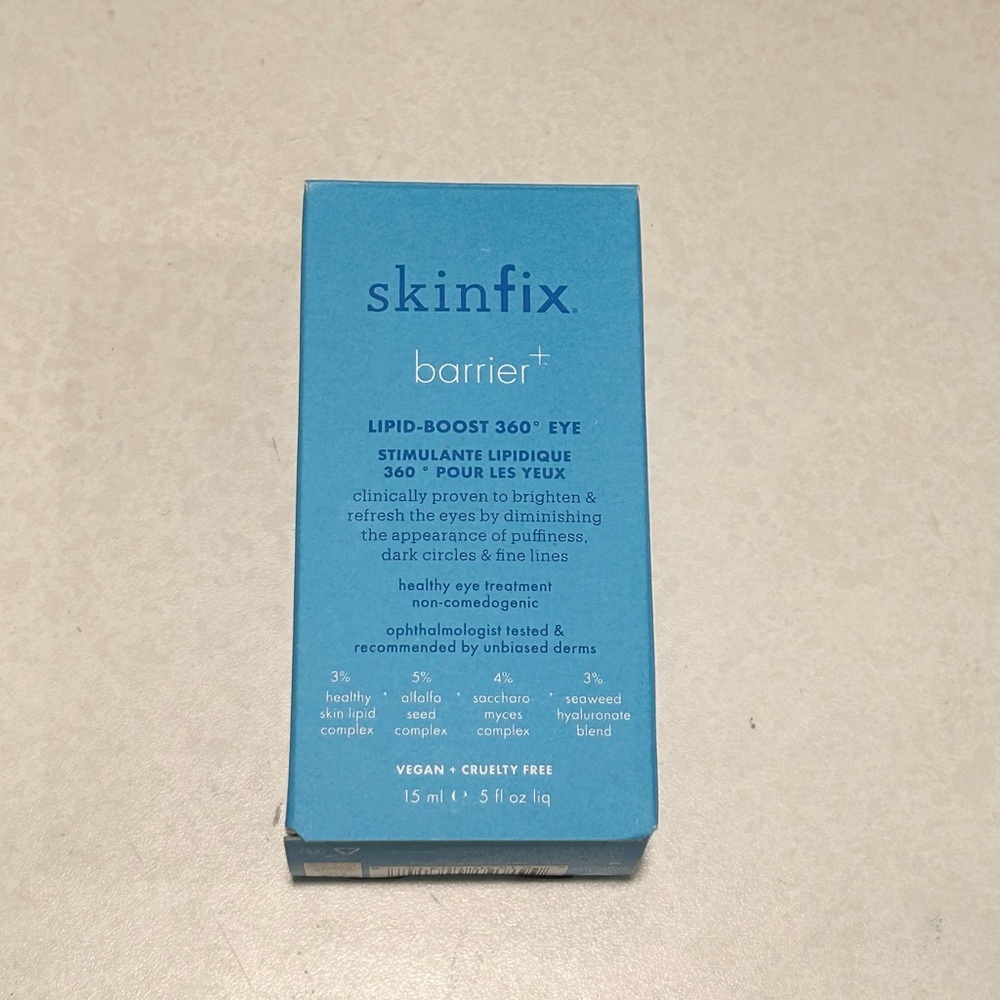 skinfix
barrier+
LIPID-BOOST 360° EYE
STIMULANTE LIPIDIQUE
360 ° POUR LES YEUX
clinically proven to brighten &
refresh the eyes by diminishing
the appearance of puffiness,
dark circles & fine lines
healthy eye treatment
non-comedogenic
ophthalmologist tested &
recommended by unbiased derms
3% 5% 4% 3%
healthy alfalfa saccharo- seaweed
skin lipid seed myces hyaluronate
complex complex complex blend
VEGAN + CRUELTY FREE
15 ml .5 fl oz liq